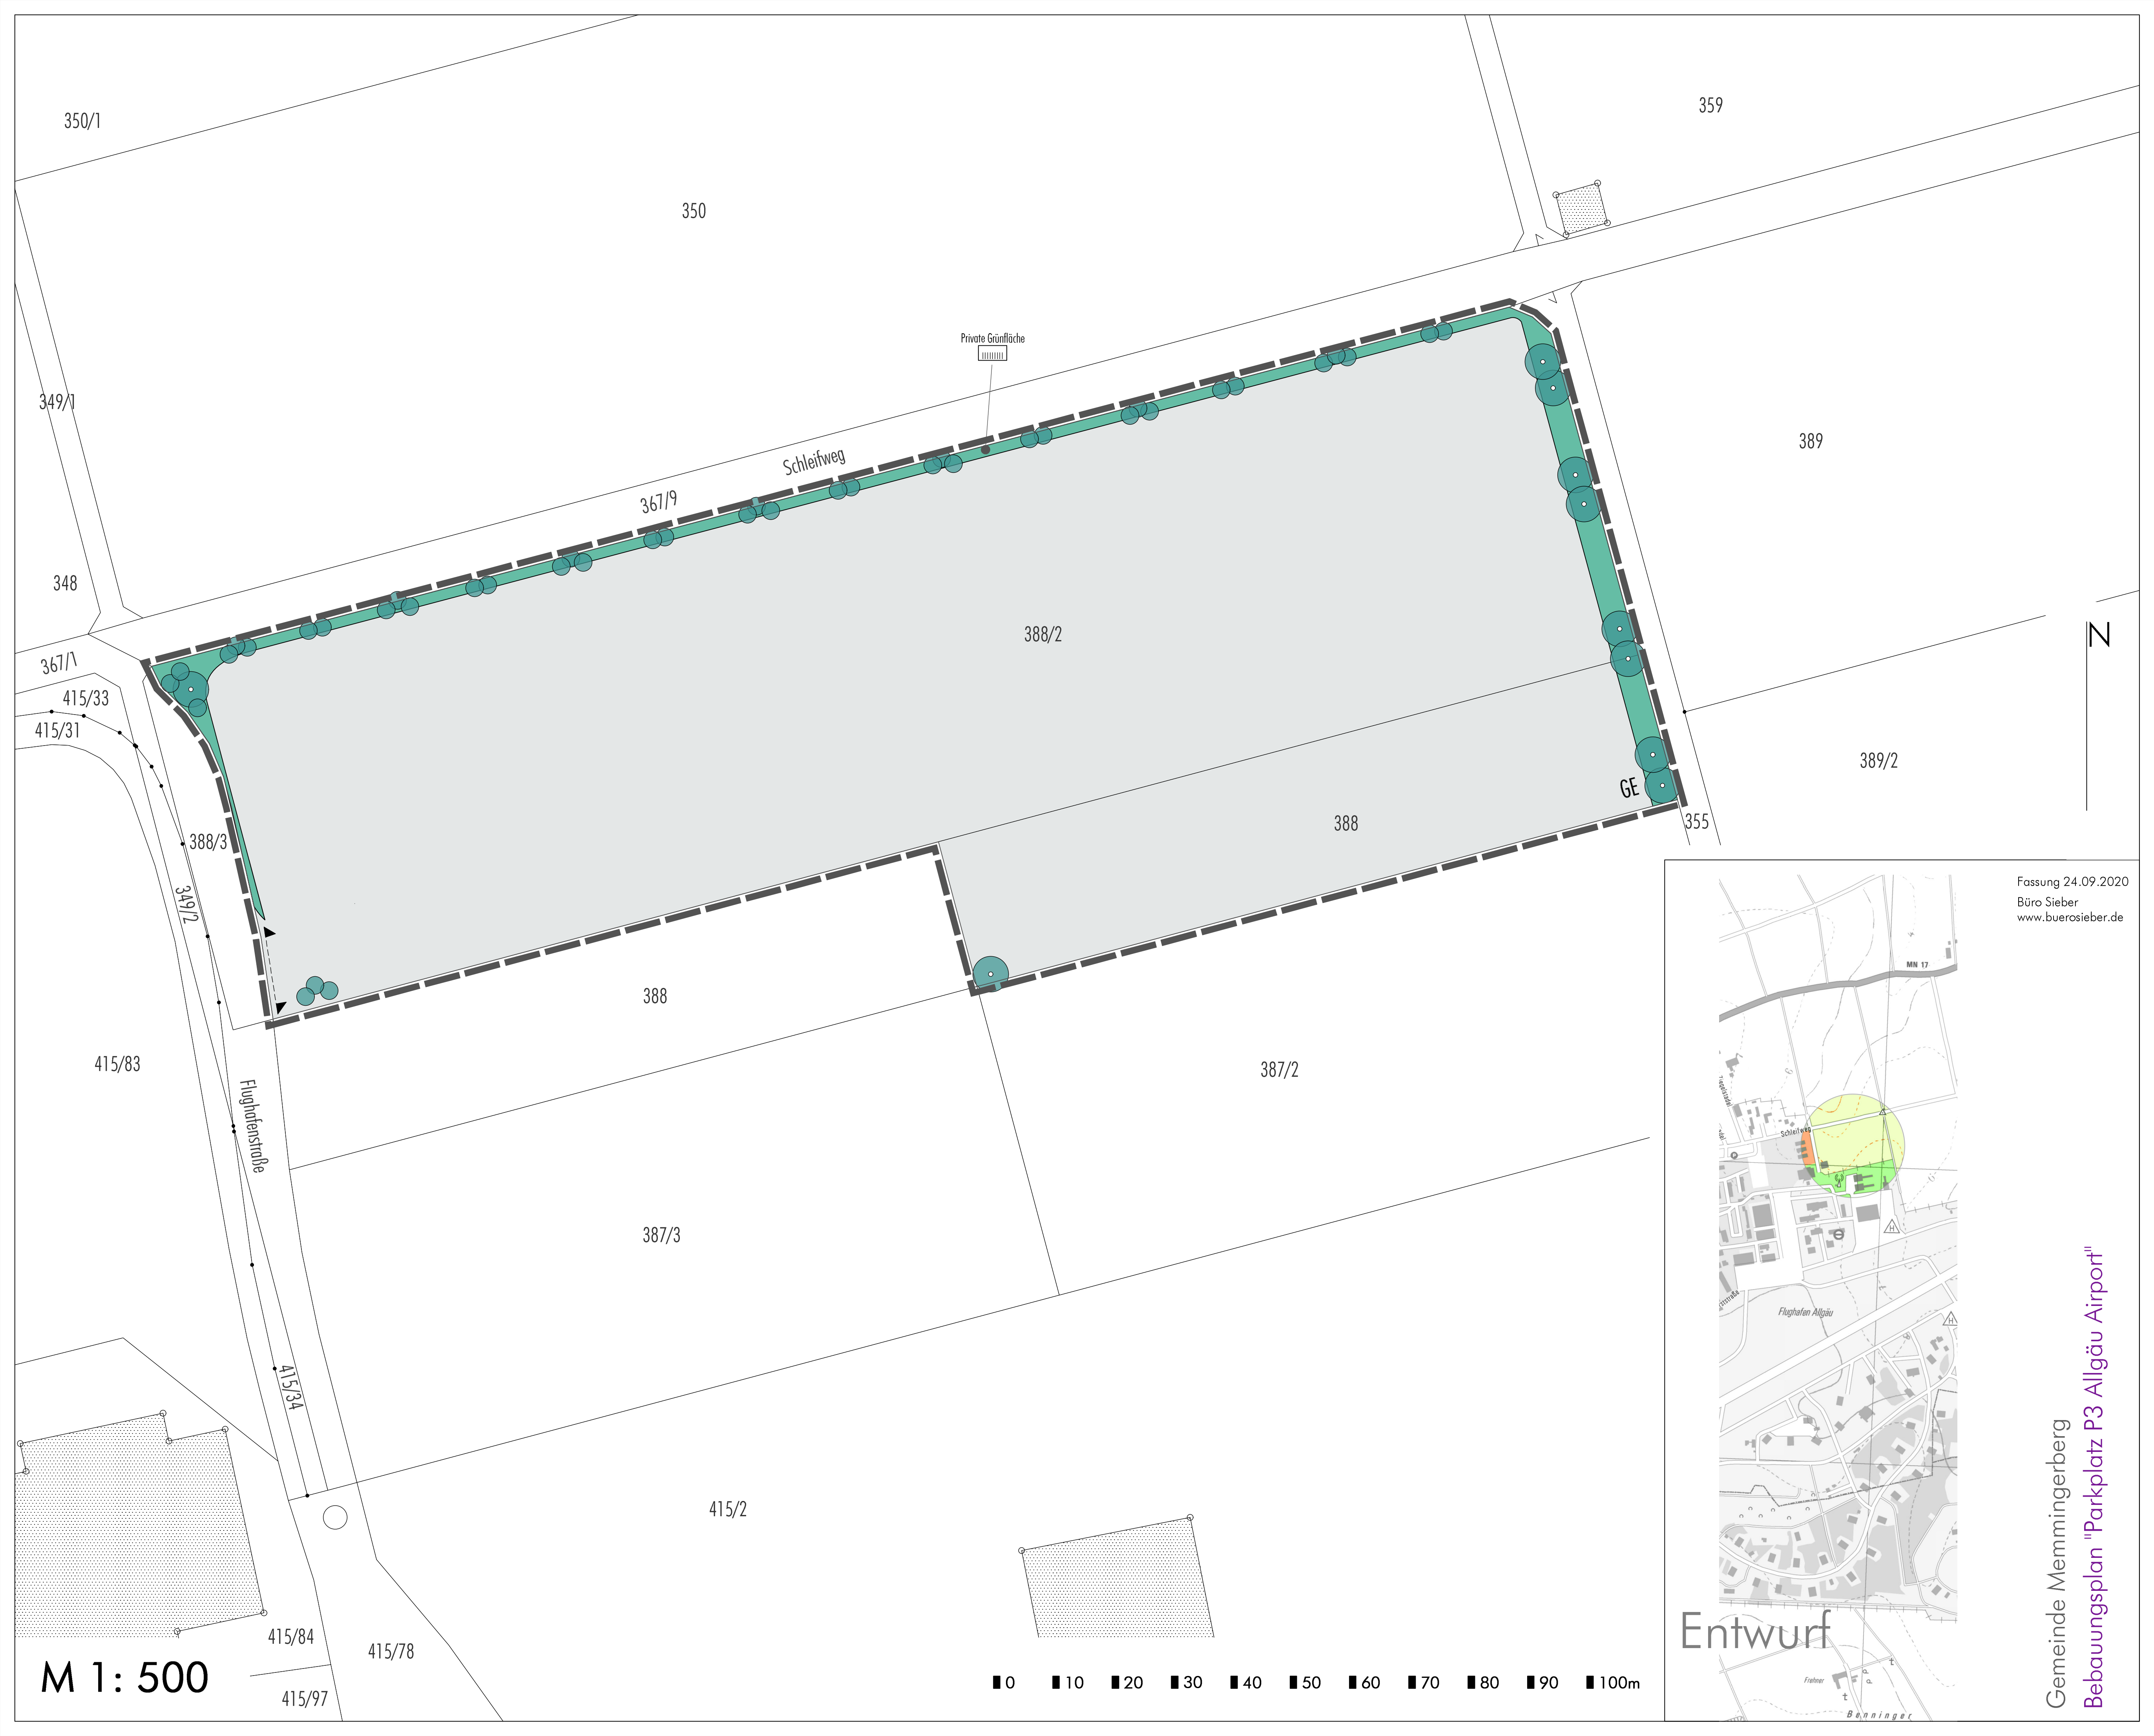 350/1
359
350
Private Grünfläche
349/1
389
Schleifweg
367/9
348
388/2
N
367/1
415/33
415/31
389/2
GE
388
355
388/3
349/2
Fassung 24.09.2020
Büro Sieber
www.buerosieber.de
MN 17
388
415/83
387/2
Flughafenstraße
Schleifweg
387/3
H
Flughafen Allgäu
H
415/34
415/2
Gemeinde Memmingerberg
Bebauungsplan "Parkplatz P3 Allgäu Airport"
Entwurf
415/84
415/78
M 1: 500
415/97
0 10 20 30 40 50 60 70 80 90 100m
Frehner
Benninger